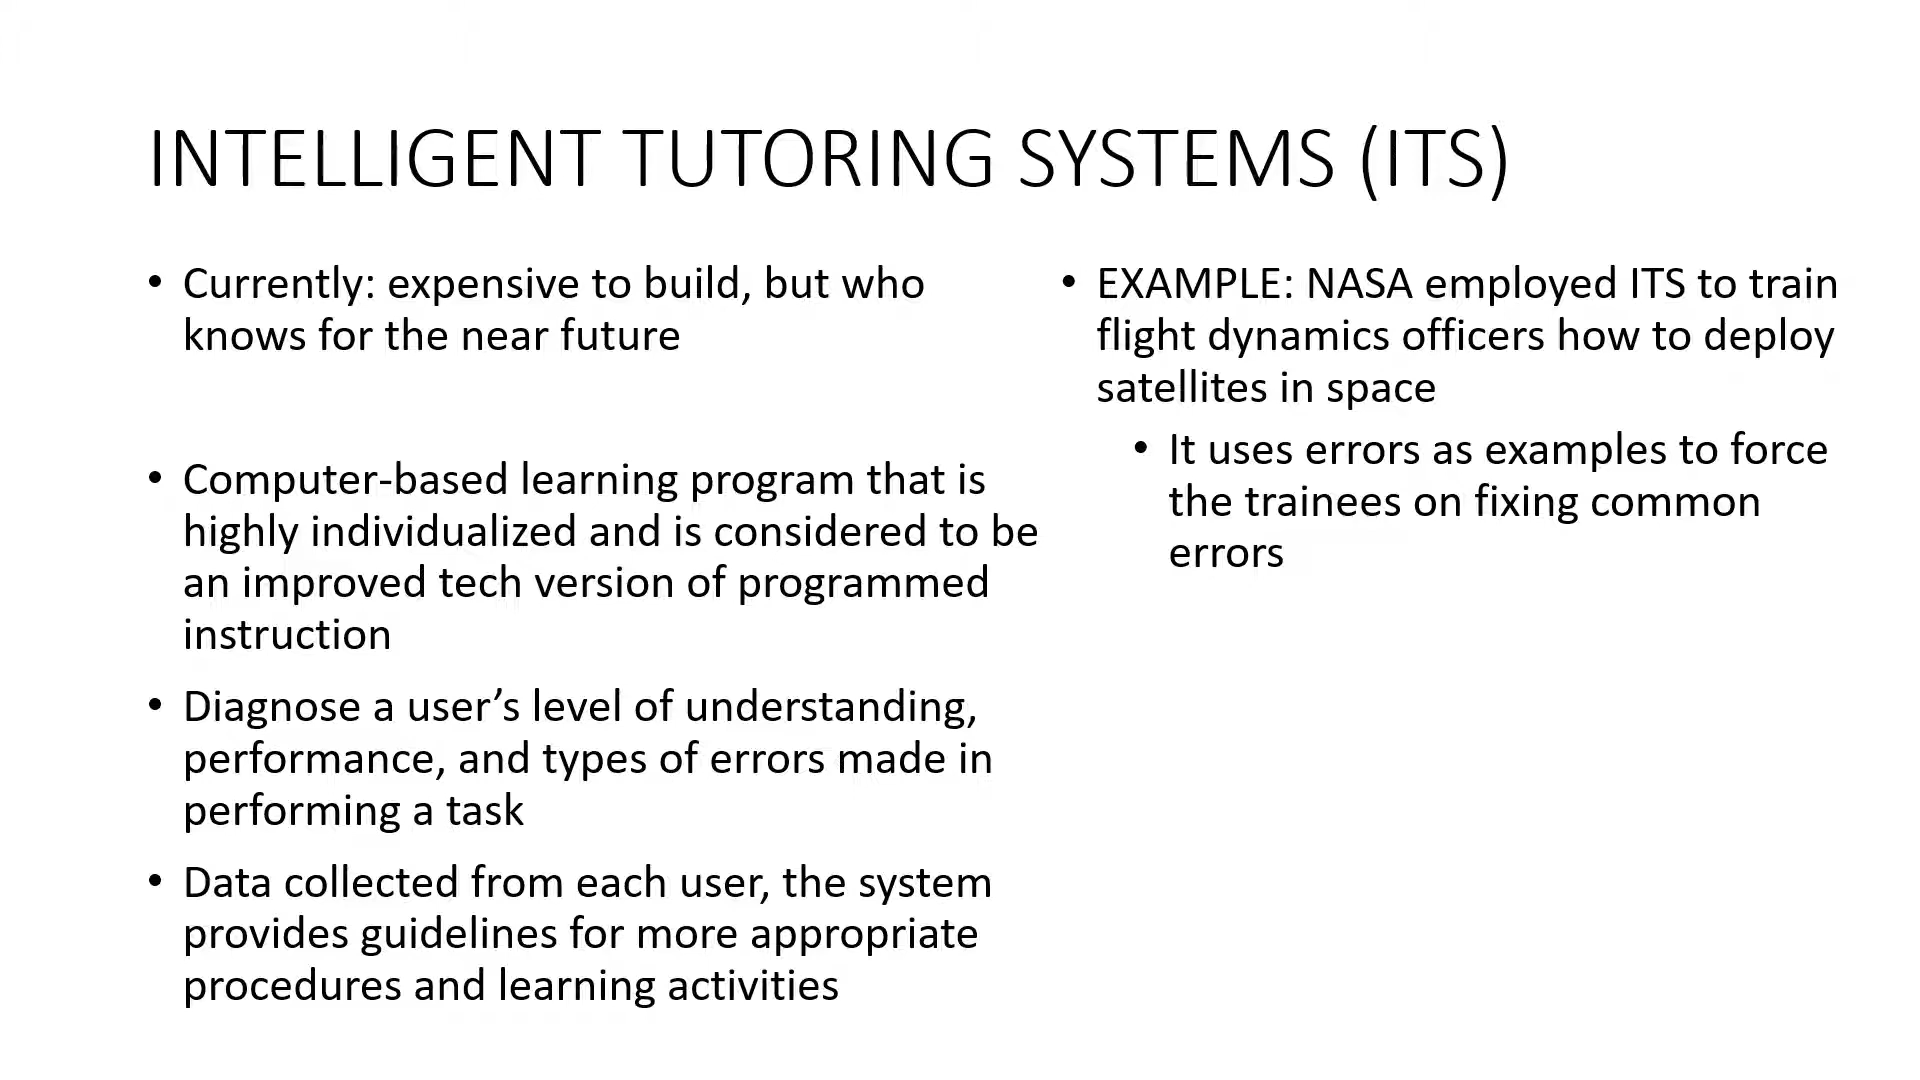 INTELLIGENT TUTORING SYSTEMS (ITS)
• Currently: expensive to build, but who
knows for the near future
• Computer-based learning program that is
highly individualized and is considered to be
an improved tech version of programmed
instruction
• Diagnose a user’s level of understanding,
performance, and types of errors made in
performing a task
• Data collected from each user, the system
provides guidelines for more appropriate
procedures and learning activities
• EXAMPLE: NASA employed ITS to train
flight dynamics officers how to deploy
satellites in space
• It uses errors as examples to force
the trainees on fixing common
errors